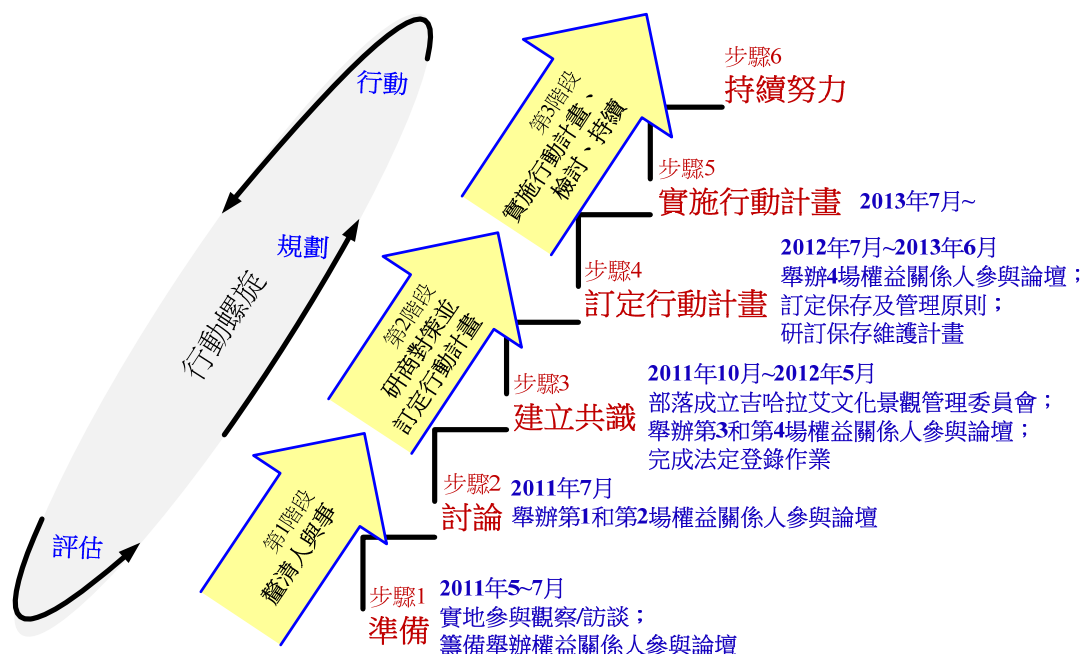 行動
規劃
行動螺旋
評估
第3階段
實施行動計畫、
檢討、持續
第2階段
研商對策並
訂定行動計畫
第1階段
釐清人與事
步驟6
持續努力
步驟5
實施行動計畫 2013年7月~
步驟4
訂定行動計畫
2012年7月~2013年6月
舉辦4場權益關係人參與論壇；
訂定保存及管理原則；
研訂保存維護計畫
步驟3
建立共識
2011年10月~2012年5月
部落成立吉哈拉艾文化景觀管理委員會；
舉辦第3和第4場權益關係人參與論壇；
完成法定登錄作業
步驟2
討論
2011年7月
舉辦第1和第2場權益關係人參與論壇
步驟1
準備
2011年5~7月
實地參與觀察/訪談；
籌備舉辦權益關係人參與論壇